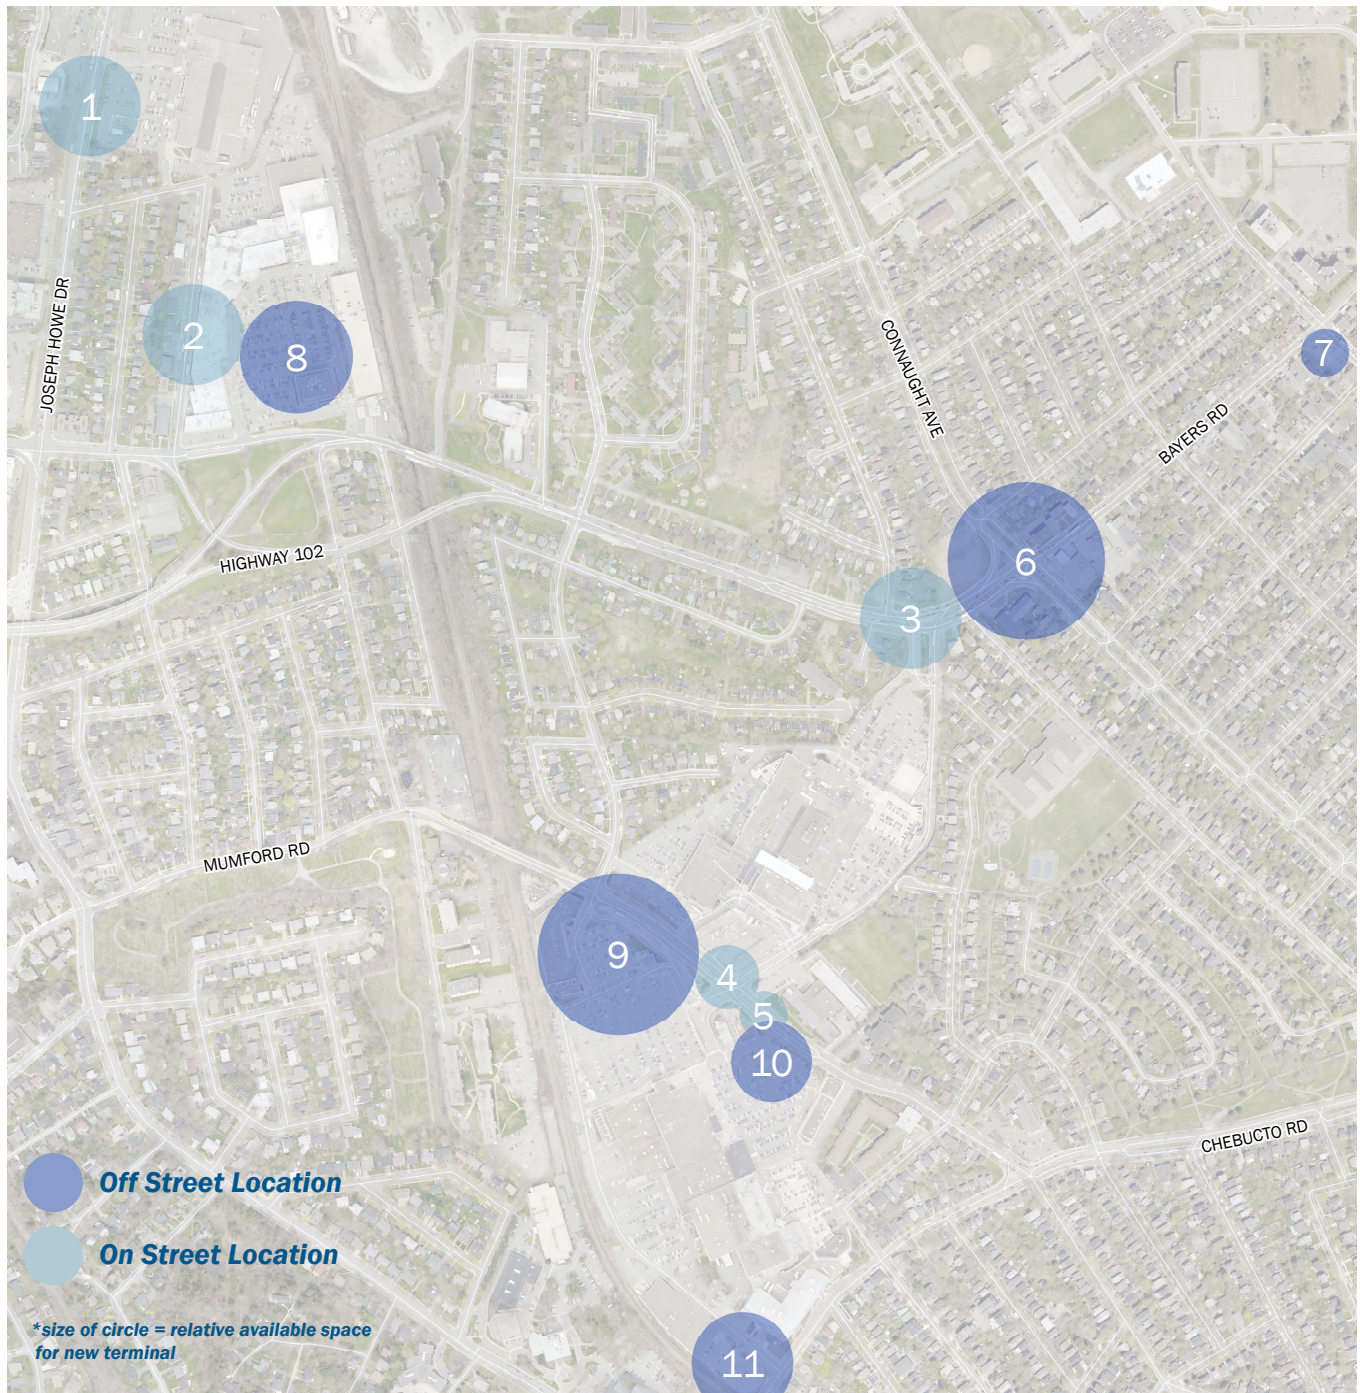 1
2
8
7
JOSEPH HOWE DR
CONNAUGHT AVE
BAYERS RD
HIGHWAY 102
6
3
MUMFORD RD
9
4
5
10
CHEBUCTO RD
Off Street Location
On Street Location
*size of circle = relative available space
for new terminal
11